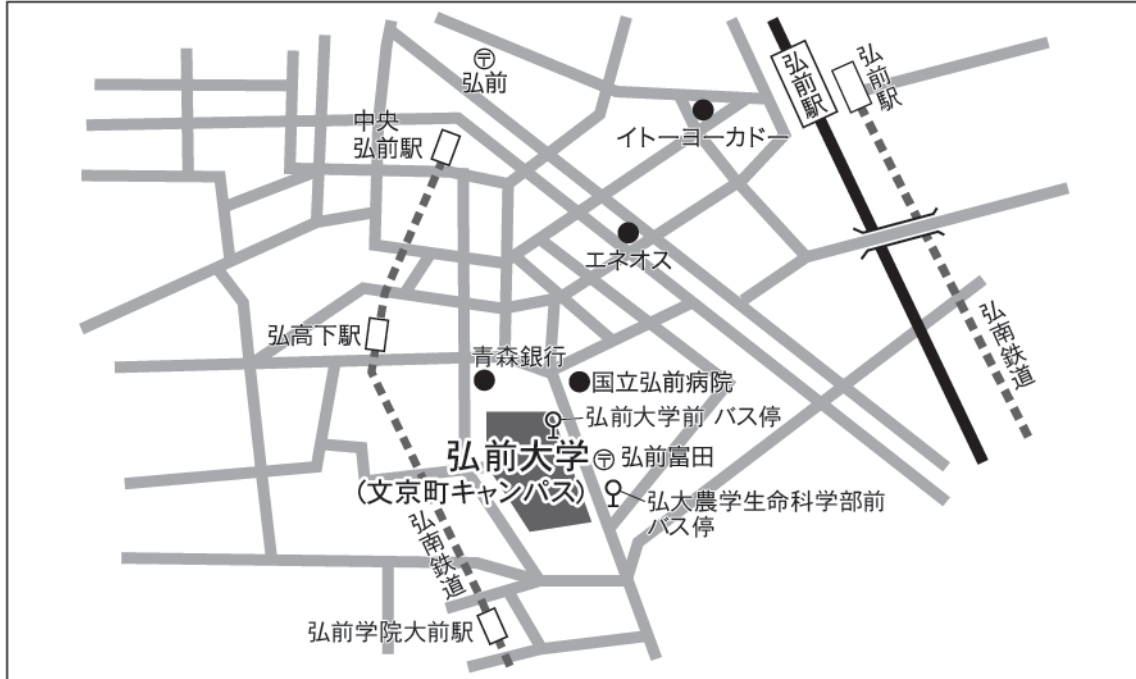 〒
弘前
中央
弘前駅
イトーヨーカドー
弘前駅
弘前駅
エネオス
弘南鉄道
弘高下駅
青森銀行
国立弘前病院
弘前大学前 バス停
弘前大学
(文京町キャンパス)
〒 弘前富田
弘大農学生命科学部前
バス停
弘南鉄道
弘前学院大前駅